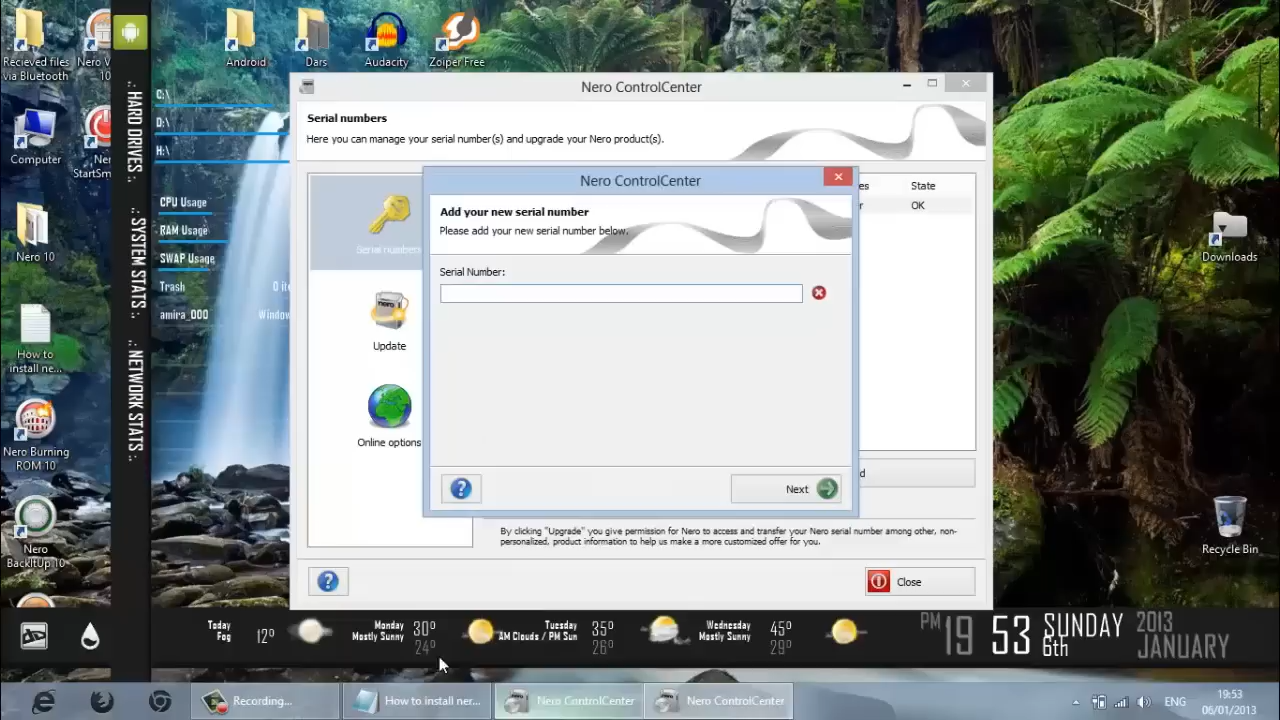 Recieved files
via Bluetooth
Nero V
10
Android
Dars
Audacity
Zoiper Free
Computer
Ner
StartSm
Nero 10
How to
install ne...
Nero Burning
ROM 10
Nero
BackItUp 10
.: HARD DRIVES :.
.: SYSTEM STATS :.
.: NETWORK STATS :.
C:\
D:\
H:\
CPU Usage
RAM Usage
SWAP Usage
Trash
0 ite
amira_000
Window
Nero ControlCenter
Serial numbers
Here you can manage your serial number(s) and upgrade your Nero product(s).
Serial numbers
Update
Online options
es
State
r
OK
Nero ControlCenter
Add your new serial number
Please add your new serial number below.
Serial Number:
Next
d
By clicking "Upgrade" you give permission for Nero to access and transfer your Nero serial number among other, non-
personalized, product information to help us make a more customized offer for you.
Close
Downloads
Recycle Bin
Today
Fog
12°
Monday
Mostly Sunny
30°
24°
Tuesday
AM Clouds / PM Sun
35°
26°
Wednesday
Mostly Sunny
45°
29°
PM
19
53
SUNDAY
6th
2013
JANUARY
Recording...
How to install ner...
Nero ControlCenter
Nero ControlCenter
ENG
19:53
06/01/2013